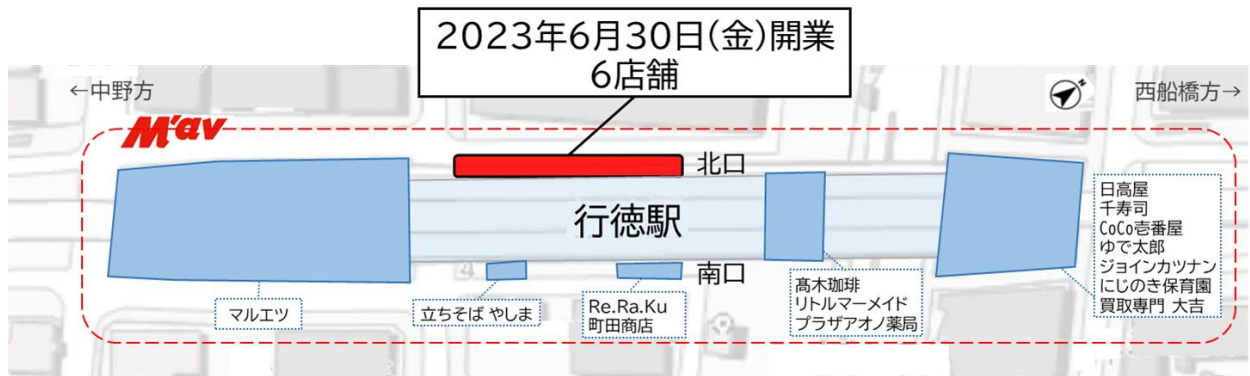 2023年6月30日(金)開業
6店舗
←中野方
N
西船橋方→
M'av
北口
行徳駅
南口
4
マルエツ
立ちそば やしま
Re.Ra.Ku
町田商店
髙木珈琲
リトルマーメイド
プラザアオノ薬局
日高屋
千寿司
CoCo壱番屋
ゆで太郎
ジョインカツナン
にじのき保育園
買取専門 大吉